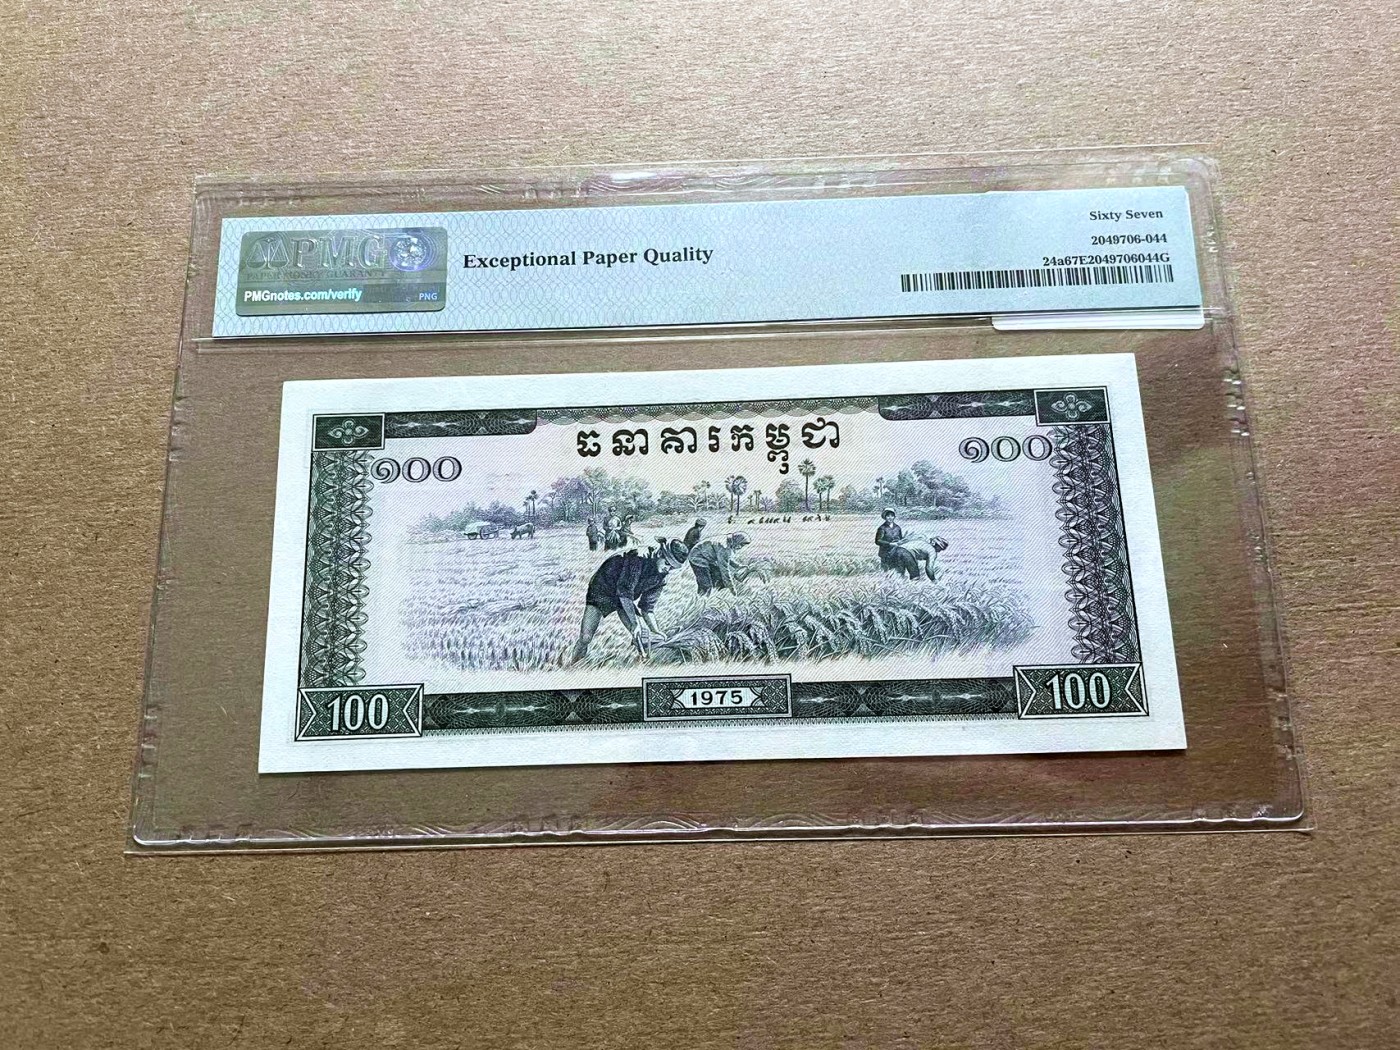 PMG
PAPER MONEY GUARANTY
PMGnotes.com/verify
PNG
Exceptional Paper Quality
Sixty Seven
2049706-044
24a67E2049706044G
ធនាគារកម្ពុជា
១០០
១០០
100
1975
100